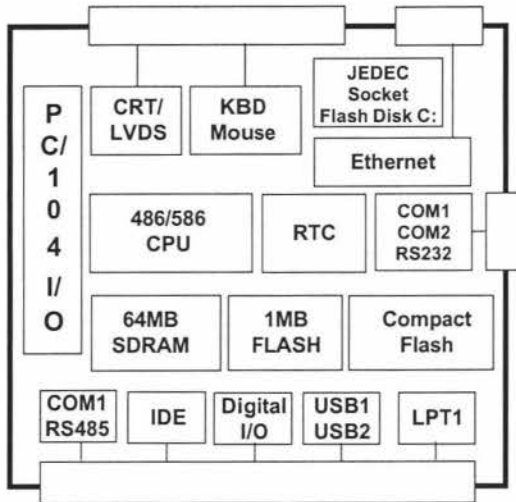 P
C/
1
0
4
I/
O
CRT/
LVDS
KBD
Mouse
JEDEC
Socket
Flash Disk C:
Ethernet
486/586
CPU
RTC
COM1
COM2
RS232
64MB
SDRAM
1MB
FLASH
Compact
Flash
COM1
RS485
IDE
Digital
I/O
USB1
USB2
LPT1